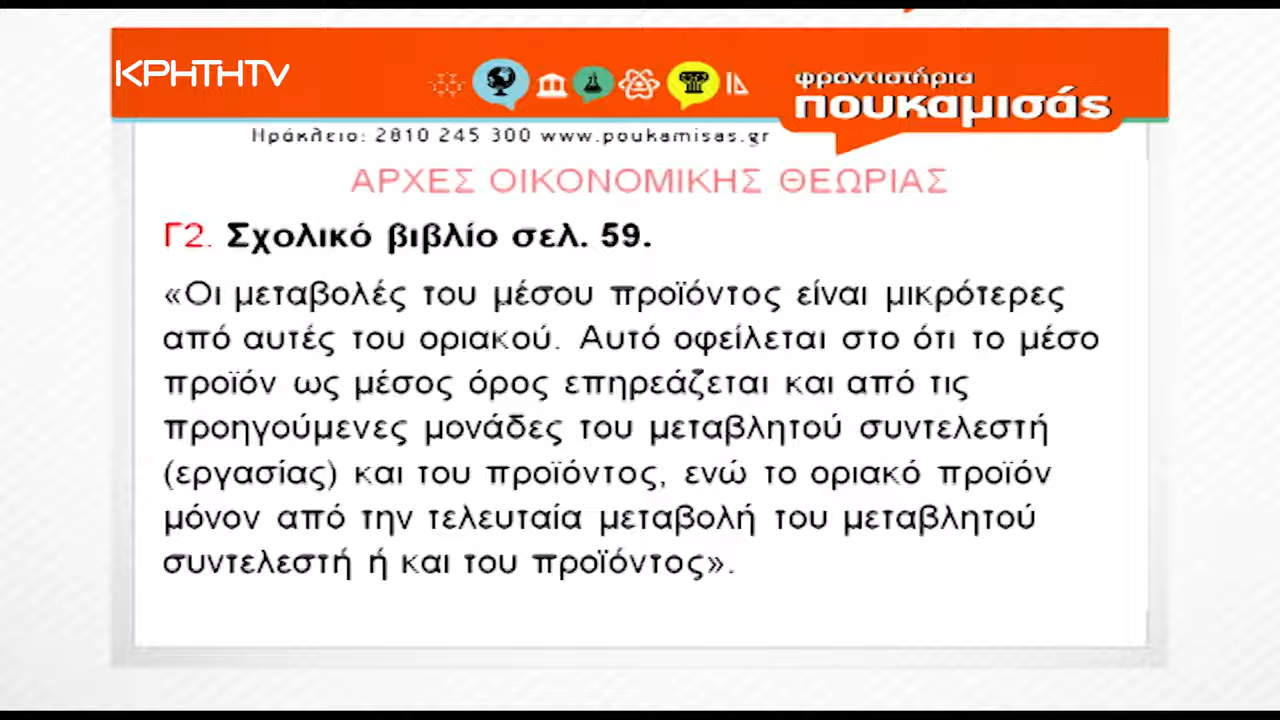 ΚΡΗΤΗTV
φροντιστήρια
πουκαμισάς
Ηράκλειο: 2810 245 300 www.poukamisas.gr
ΑΡΧΕΣ ΟΙΚΟΝΟΜΙΚΗΣ ΘΕΩΡΙΑΣ
Γ2. Σχολικό βιβλίο σελ. 59.
«Οι μεταβολές του μέσου προϊόντος είναι μικρότερες
από αυτές του οριακού. Αυτό οφείλεται στο ότι το μέσο
προϊόν ως μέσος όρος επηρεάζεται και από τις
προηγούμενες μονάδες του μεταβλητού συντελεστή
(εργασίας) και του προϊόντος, ενώ το οριακό προϊόν
μόνον από την τελευταία μεταβολή του μεταβλητού
συντελεστή ή και του προϊόντος».